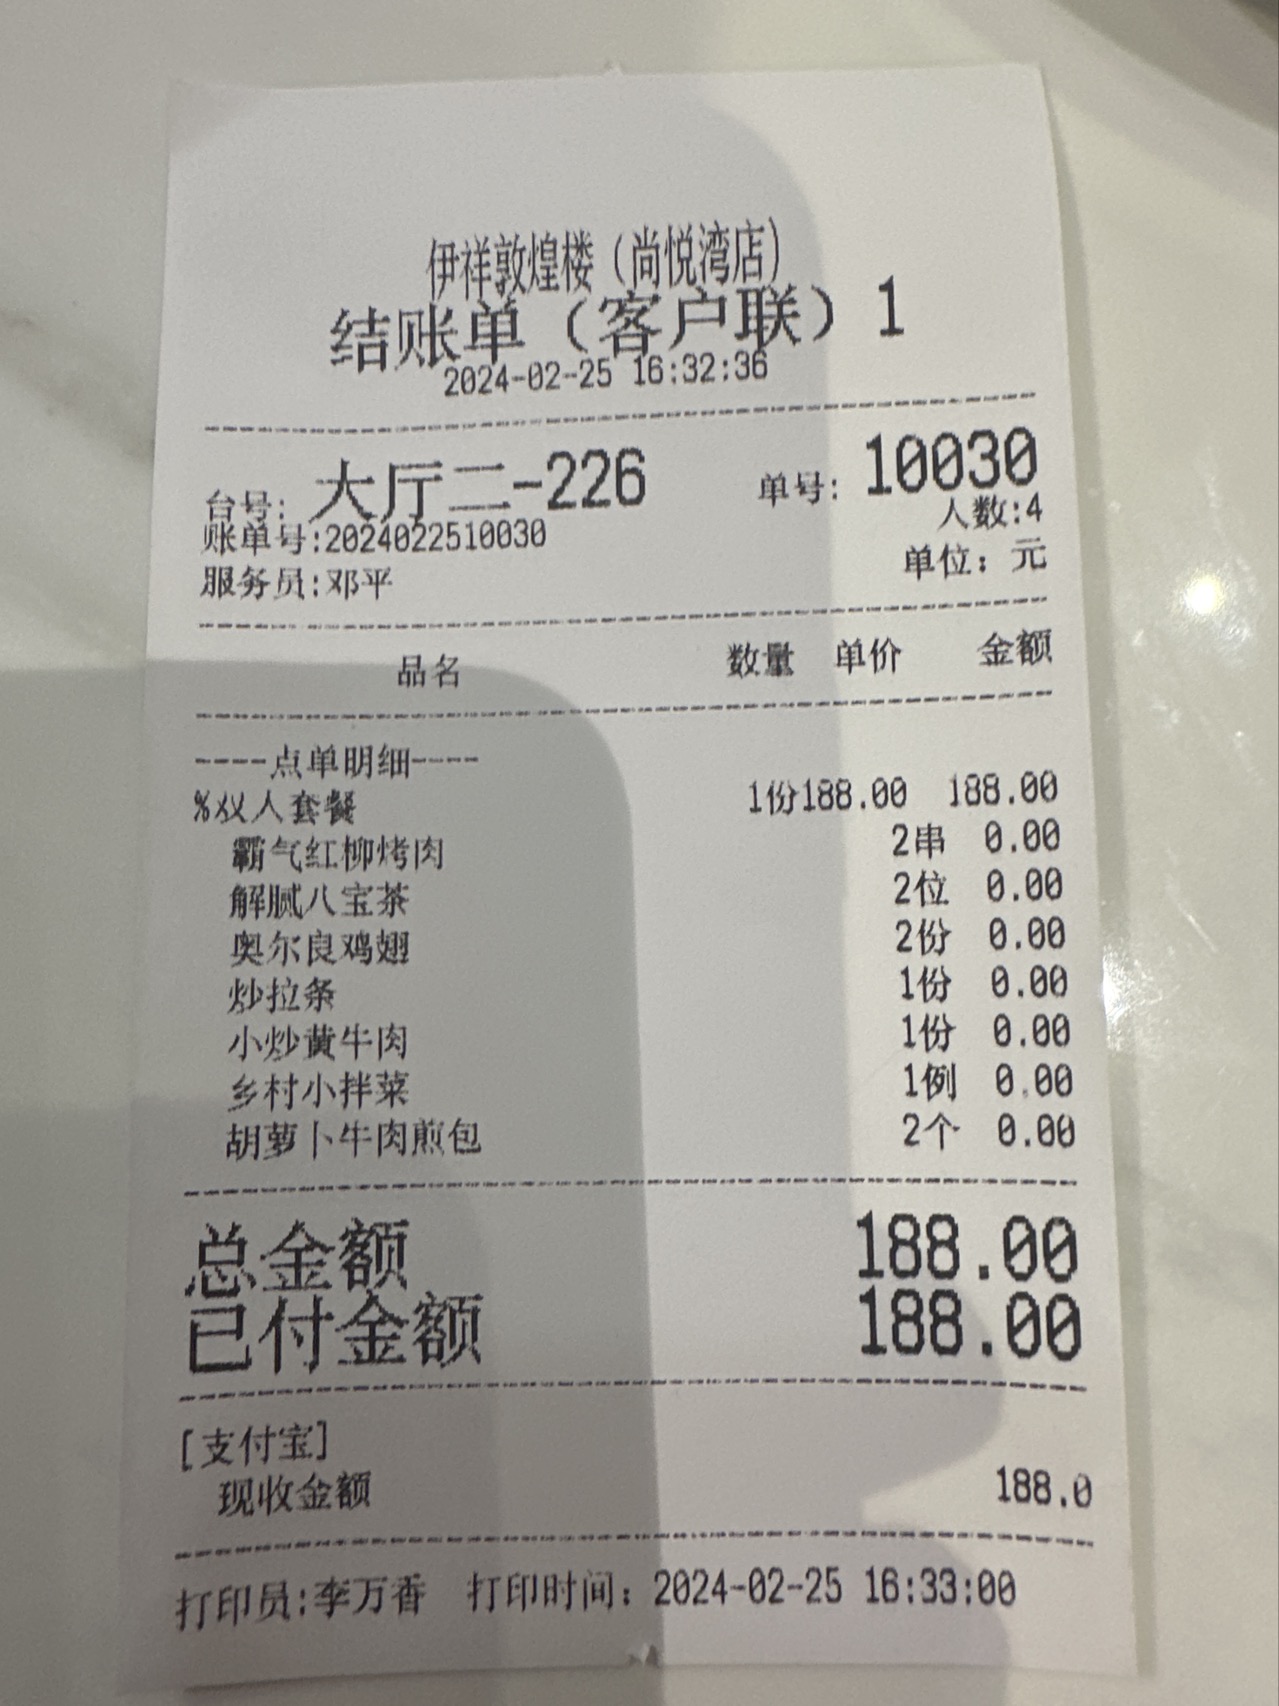 伊祥敦煌楼（尚悦湾店）
结账单（客户联）1
2024-02-25 16:32:36
台号: 大厅二-226 单号: 10030
人数:4
账单号:2024022510030
单位：元
服务员:邓平
品名 数量 单价 金额
----点单明细----
%双人套餐 1份188.00 188.00
霸气红柳烤肉 2串 0.00
解腻八宝茶 2位 0.00
奥尔良鸡翅 2份 0.00
炒拉条 1份 0.00
小炒黄牛肉 1份 0.00
乡村小拌菜 1例 0.00
胡萝卜牛肉煎包 2个 0.00
总金额 188.00
已付金额 188.00
[支付宝]
现收金额 188.0
打印员:李万香 打印时间：2024-02-25 16:33:00